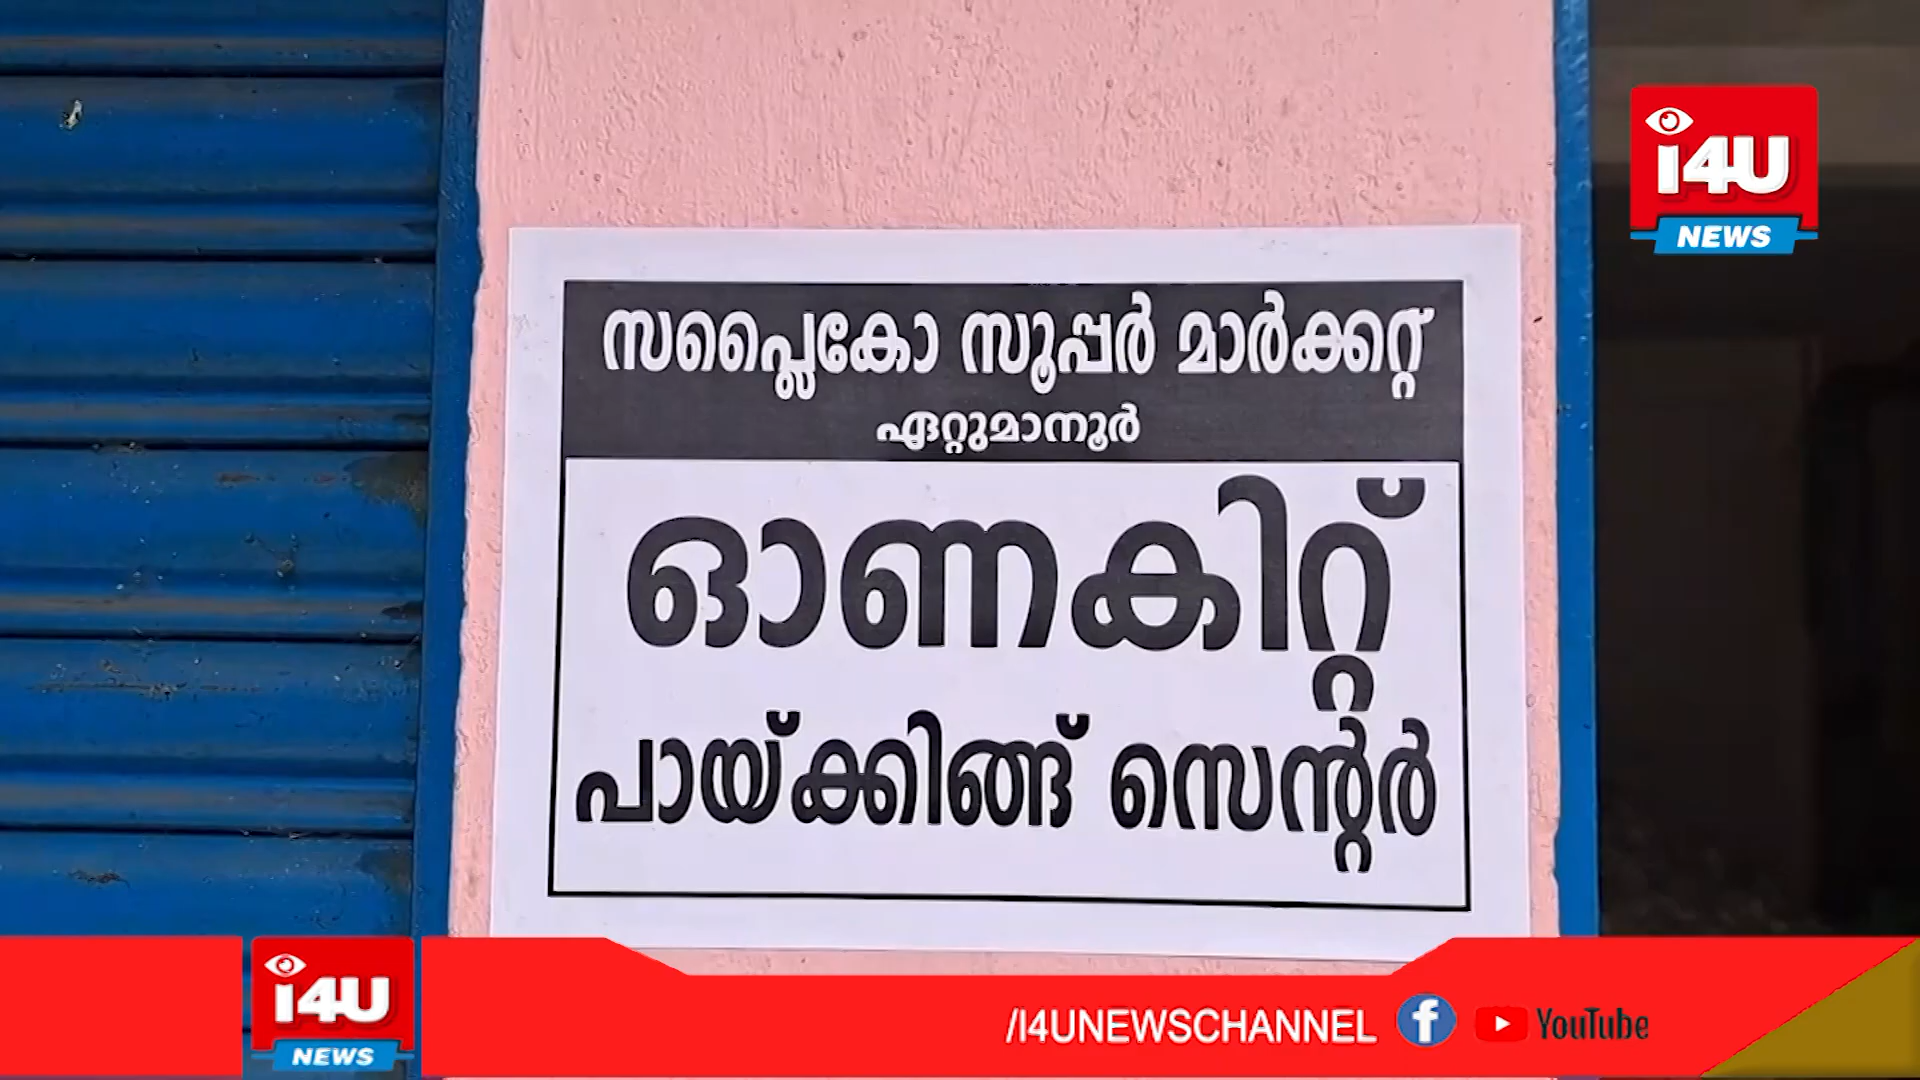 i4U
NEWS
സപ്ലൈകോ സൂപ്പർ മാർക്കറ്റ്
ഏറ്റുമാനൂർ
ഓണകിറ്റ്
പായ്ക്കിങ്ങ് സെന്റർ
i4U
NEWS
/I4UNEWSCHANNEL
YouTube